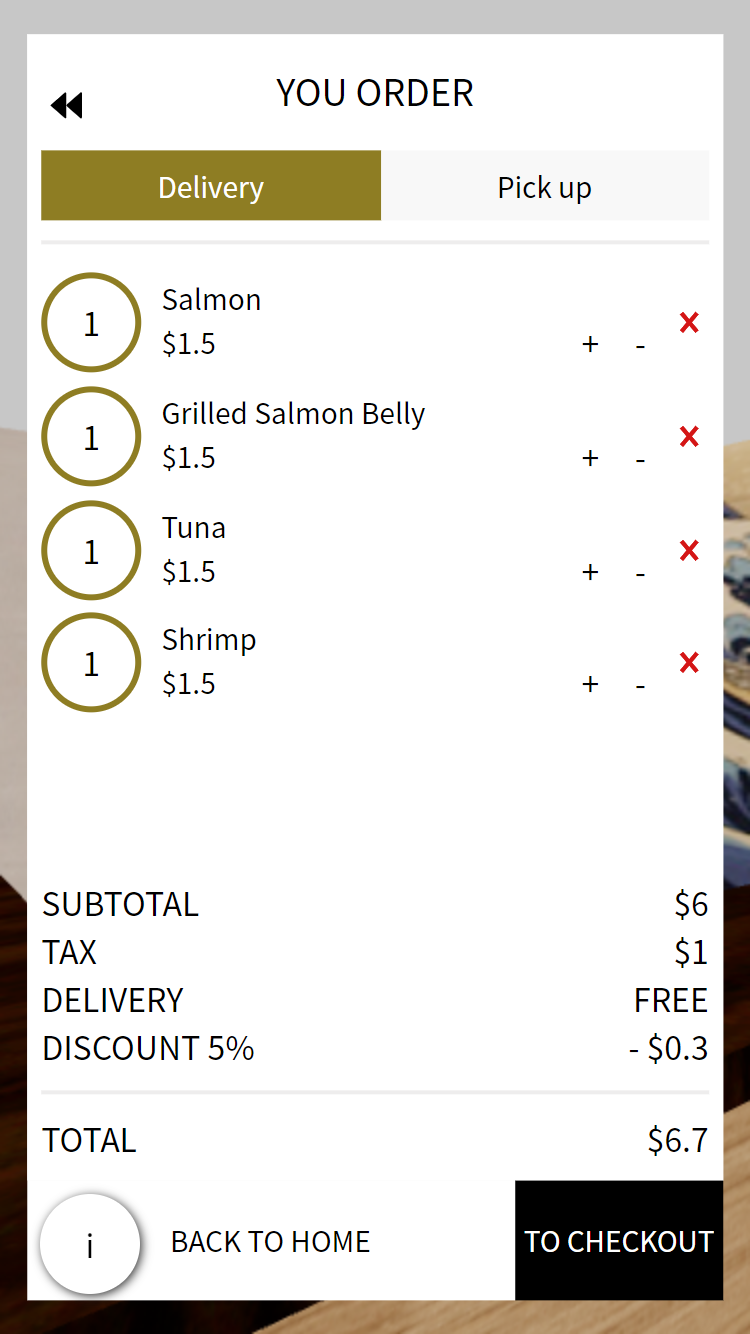 YOU ORDER
Delivery Pick up
1 Salmon
$1.5 + -
1 Grilled Salmon Belly
$1.5 + -
1 Tuna
$1.5 + -
1 Shrimp
$1.5 + -
SUBTOTAL $6
TAX $1
DELIVERY FREE
DISCOUNT 5% - $0.3
TOTAL $6.7
i BACK TO HOME TO CHECKOUT